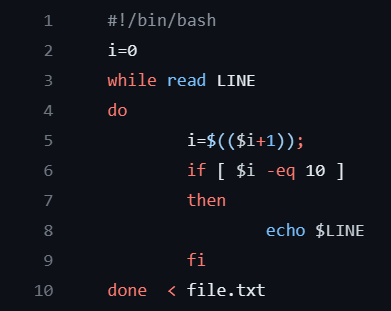 1 #!/bin/bash
2 i=0
3 while read LINE
4 do
5         i=$(($i+1));
6         if [ $i -eq 10 ]
7         then
8                 echo $LINE
9         fi
10 done  < file.txt